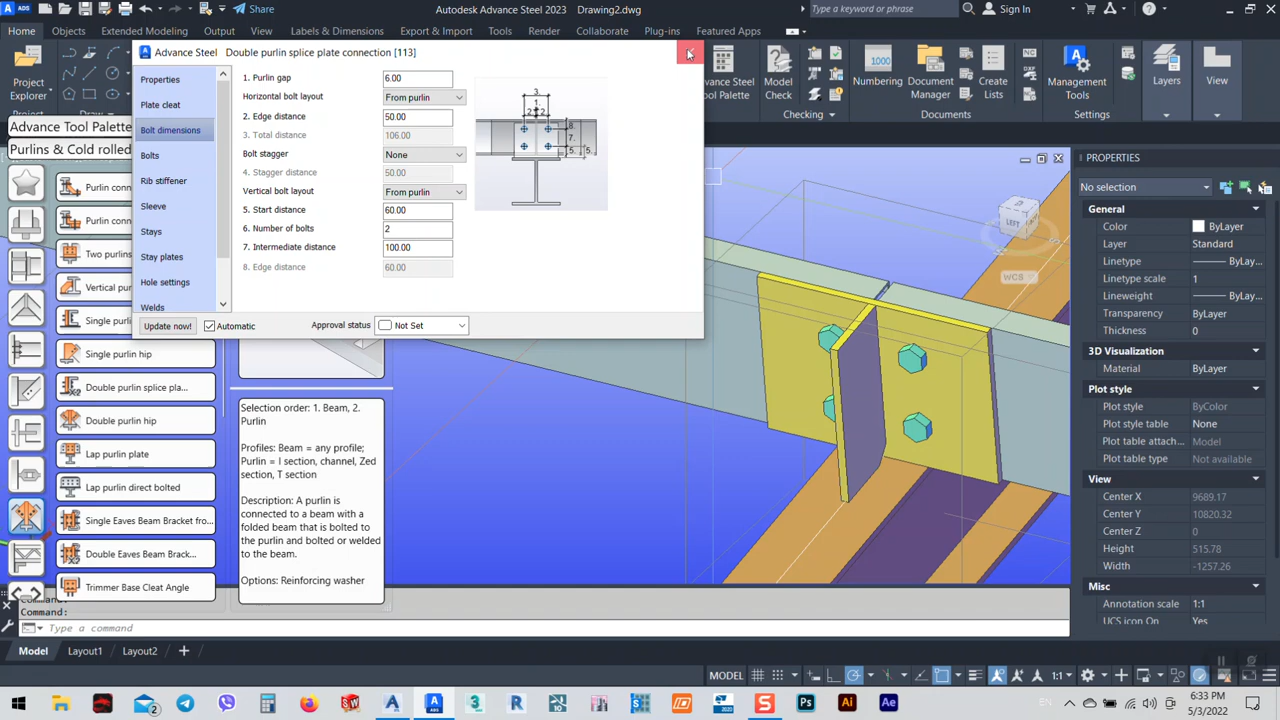 ADS
Share
Autodesk Advance Steel 2023 Drawing2.dwg
Type a keyword or phrase
Sign In
Home
Objects
Extended Modeling
Output
View
Labels & Dimensions
Export & Import
Tools
Render
Collaborate
Plug-ins
Featured Apps
Project
Explorer
Advance Steel
Tool Palette
Model
Check
Checking
Numbering
Document
Manager
Create
Lists
Documents
Management
Tools
Settings
Layers
View
Advance Steel Double purlin splice plate connection [113]
Properties
Plate cleat
Bolt dimensions
Bolts
Rib stiffener
Sleeve
Stays
Stay plates
Hole settings
Welds
1. Purlin gap 6.00
Horizontal bolt layout From purlin
2. Edge distance 50.00
3. Total distance 106.00
Bolt stagger None
4. Stagger distance 50.00
Vertical bolt layout From purlin
5. Start distance 60.00
6. Number of bolts 2
7. Intermediate distance 100.00
8. Edge distance 60.00
Update now!
Automatic
Approval status Not Set
Advance Tool Palette
Purlins & Cold rolled
Purlin conn
Purlin conn
Two purlins
Vertical pur
Single purli
Single purlin hip
Double purlin splice pla...
Double purlin hip
Lap purlin plate
Lap purlin direct bolted
Single Eaves Beam Bracket fro...
Double Eaves Beam Brack...
Trimmer Base Cleat Angle
Selection order: 1. Beam, 2.
Purlin
Profiles: Beam = any profile;
Purlin = I section, channel, Zed
section, T section
Description: A purlin is
connected to a beam with a
folded beam that is bolted to
the purlin and bolted or welded
to the beam.
Options: Reinforcing washer
LEFT
WCS
PROPERTIES
No selection
General
Color ByLayer
Layer Standard
Linetype ByLay...
Linetype scale 1
Lineweight ByLay...
Transparency ByLayer
Thickness 0
3D Visualization
Material ByLayer
Plot style
Plot style ByColor
Plot style table None
Plot table attach... Model
Plot table type Not available
View
Center X 9689.17
Center Y 10820.32
Center Z 0
Height 515.78
Width -1257.26
Misc
Annotation scale 1:1
UCS icon On Yes
Command:
Command:
Type a command
Model
Layout1
Layout2
MODEL
1:1
6:33 PM
5/3/2022